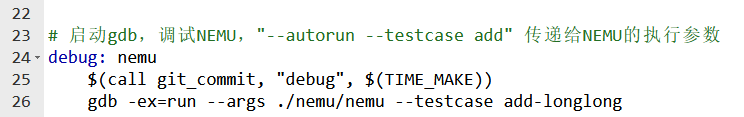 22
23 # 启动gdb，调试NEMU，"--autorun --testcase add" 传递给NEMU的执行参数
24 debug: nemu
25     $(call git_commit, "debug", $(TIME_MAKE))
26     gdb -ex=run --args ./nemu/nemu --testcase add-longlong